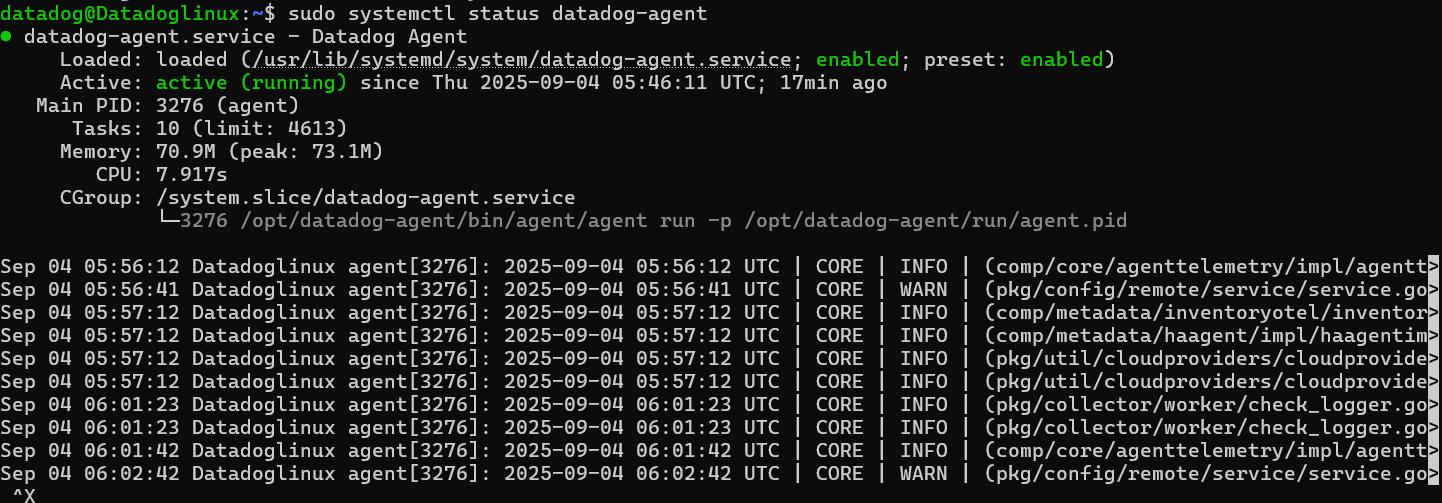 datadog@Datadoglinux:~$ sudo systemctl status datadog-agent
● datadog-agent.service - Datadog Agent
     Loaded: loaded (/usr/lib/systemd/system/datadog-agent.service; enabled; preset: enabled)
     Active: active (running) since Thu 2025-09-04 05:46:11 UTC; 17min ago
   Main PID: 3276 (agent)
      Tasks: 10 (limit: 4613)
     Memory: 70.9M (peak: 73.1M)
        CPU: 7.917s
     CGroup: /system.slice/datadog-agent.service
             └─3276 /opt/datadog-agent/bin/agent/agent run -p /opt/datadog-agent/run/agent.pid
Sep 04 05:56:12 Datadoglinux agent[3276]: 2025-09-04 05:56:12 UTC | CORE | INFO | (comp/core/agenttelemetry/impl/agentt>
Sep 04 05:56:41 Datadoglinux agent[3276]: 2025-09-04 05:56:41 UTC | CORE | WARN | (pkg/config/remote/service/service.go>
Sep 04 05:57:12 Datadoglinux agent[3276]: 2025-09-04 05:57:12 UTC | CORE | INFO | (comp/metadata/inventoryotel/inventor>
Sep 04 05:57:12 Datadoglinux agent[3276]: 2025-09-04 05:57:12 UTC | CORE | INFO | (comp/metadata/haagent/impl/haagentim>
Sep 04 05:57:12 Datadoglinux agent[3276]: 2025-09-04 05:57:12 UTC | CORE | INFO | (pkg/util/cloudproviders/cloudprovide>
Sep 04 05:57:12 Datadoglinux agent[3276]: 2025-09-04 05:57:12 UTC | CORE | INFO | (pkg/util/cloudproviders/cloudprovide>
Sep 04 06:01:23 Datadoglinux agent[3276]: 2025-09-04 06:01:23 UTC | CORE | INFO | (pkg/collector/worker/check_logger.go>
Sep 04 06:01:23 Datadoglinux agent[3276]: 2025-09-04 06:01:23 UTC | CORE | INFO | (pkg/collector/worker/check_logger.go>
Sep 04 06:01:42 Datadoglinux agent[3276]: 2025-09-04 06:01:42 UTC | CORE | INFO | (comp/core/agenttelemetry/impl/agentt>
Sep 04 06:02:42 Datadoglinux agent[3276]: 2025-09-04 06:02:42 UTC | CORE | WARN | (pkg/config/remote/service/service.go>
 ^X